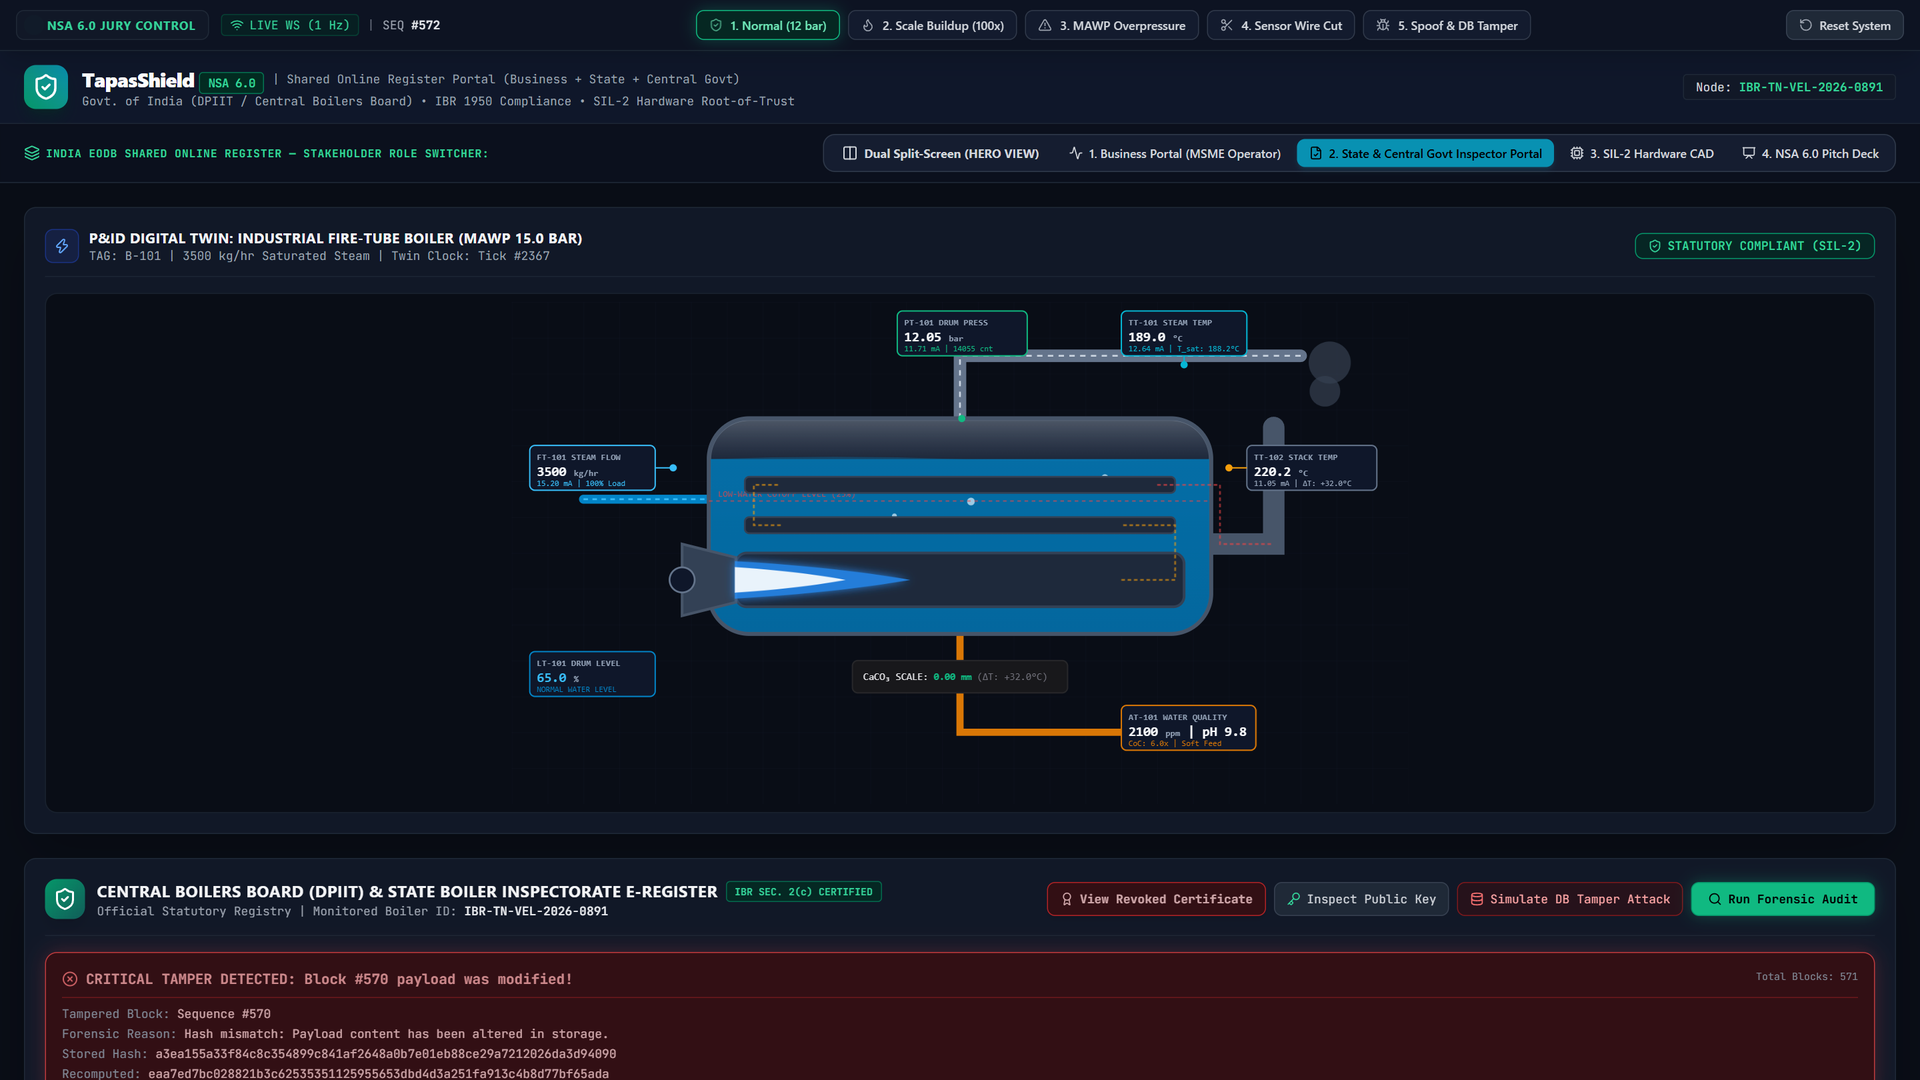 NSA 6.0 JURY CONTROL
LIVE WS (1 Hz)
| SEQ #572
1. Normal (12 bar)
2. Scale Buildup (100x)
3. MAWP Overpressure
4. Sensor Wire Cut
5. Spoof & DB Tamper
Reset System
TapasShield NSA 6.0 | Shared Online Register Portal (Business + State + Central Govt)
Govt. of India (DPIIT / Central Boilers Board) • IBR 1950 Compliance • SIL-2 Hardware Root-of-Trust
Node: IBR-TN-VEL-2026-0891
INDIA EODB SHARED ONLINE REGISTER — STAKEHOLDER ROLE SWITCHER:
Dual Split-Screen (HERO VIEW)
1. Business Portal (MSME Operator)
2. State & Central Govt Inspector Portal
3. SIL-2 Hardware CAD
4. NSA 6.0 Pitch Deck
P&ID DIGITAL TWIN: INDUSTRIAL FIRE-TUBE BOILER (MAWP 15.0 BAR)
TAG: B-101 | 3500 kg/hr Saturated Steam | Twin Clock: Tick #2367
STATUTORY COMPLIANT (SIL-2)
PT-101 DRUM PRESS
12.05 bar
11.71 mA | 14055 cnt
TT-101 STEAM TEMP
189.0 °C
12.64 mA | T_sat: 188.2°C
FT-101 STEAM FLOW
3500 kg/hr
15.20 mA | 100% Load
TT-102 STACK TEMP
220.2 °C
11.05 mA | ΔT: +32.0°C
LT-101 DRUM LEVEL
65.0 %
NORMAL WATER LEVEL
CaCO₃ SCALE: 0.00 mm (ΔT: +32.0°C)
AT-101 WATER QUALITY
2100 ppm | pH 9.8
CoC: 6.0x | Soft Feed
CENTRAL BOILERS BOARD (DPIIT) & STATE BOILER INSPECTORATE E-REGISTER
IBR SEC. 2(c) CERTIFIED
Official Statutory Registry | Monitored Boiler ID: IBR-TN-VEL-2026-0891
View Revoked Certificate
Inspect Public Key
Simulate DB Tamper Attack
Run Forensic Audit
CRITICAL TAMPER DETECTED: Block #570 payload was modified!
Total Blocks: 571
Tampered Block: Sequence #570
Forensic Reason: Hash mismatch: Payload content has been altered in storage.
Stored Hash: a3ea155a33f84c8c354899c841af2648a0b7e01eb88ce29a7212026da3d94090
Recomputed: eaa7ed7bc028821b3c62535351125955653dbd4d3a251fa913c4b8d77bf65ada